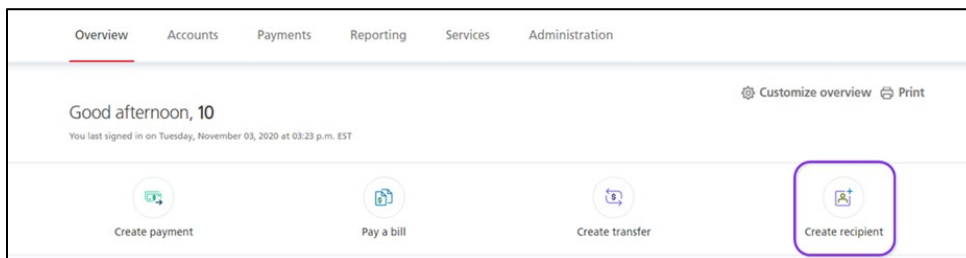 Overview Accounts Payments Reporting Services Administration
Customize overview Print
Good afternoon, 10
You last signed in on Tuesday, November 03, 2020 at 03:23 p.m. EST
Create payment Pay a bill Create transfer Create recipient